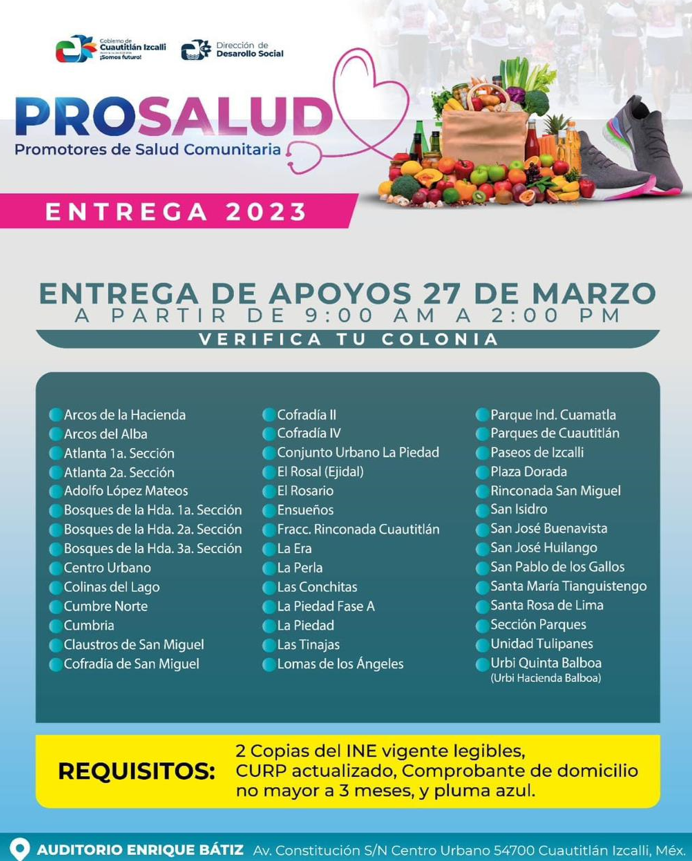 Gobierno de
Cuautitlán Izcalli
¡Somos futuro!
Dirección de
Desarollo Social
PROSALUD
Promotores de Salud Comunitaria
ENTREGA 2023
ENTREGA DE APOYOS 27 DE MARZO
A PARTIR DE 9:00 AM A 2:00 PM
VERIFICA TU COLONIA
Arcos de la Hacienda
Arcos del Alba
Atlanta 1a. Sección
Atlanta 2a. Sección
Adolfo López Mateos
Bosques de la Hda. 1a. Sección
Bosques de la Hda. 2a. Sección
Bosques de la Hda. 3a. Sección
Centro Urbano
Colinas del Lago
Cumbre Norte
Cumbria
Claustros de San Miguel
Cofradía de San Miguel
Cofradía II
Cofradía IV
Conjunto Urbano La Piedad
El Rosal (Ejidal)
El Rosario
Ensueños
Fracc. Rinconada Cuautitlán
La Era
La Perla
Las Conchitas
La Piedad Fase A
La Piedad
Las Tinajas
Lomas de los Ángeles
Parque Ind. Cuamatla
Parques de Cuautitlán
Paseos de Izcalli
Plaza Dorada
Rinconada San Miguel
San Isidro
San José Buenavista
San José Huilango
San Pablo de los Gallos
Santa María Tianguistengo
Santa Rosa de Lima
Sección Parques
Unidad Tulipanes
Urbi Quinta Balboa
(Urbi Hacienda Balboa)
REQUISITOS:
2 Copias del INE vigente legibles,
CURP actualizado, Comprobante de domicilio
no mayor a 3 meses, y pluma azul.
AUDITORIO ENRIQUE BÁTIZ Av. Constitución S/N Centro Urbano 54700 Cuautitlán Izcalli, Méx.